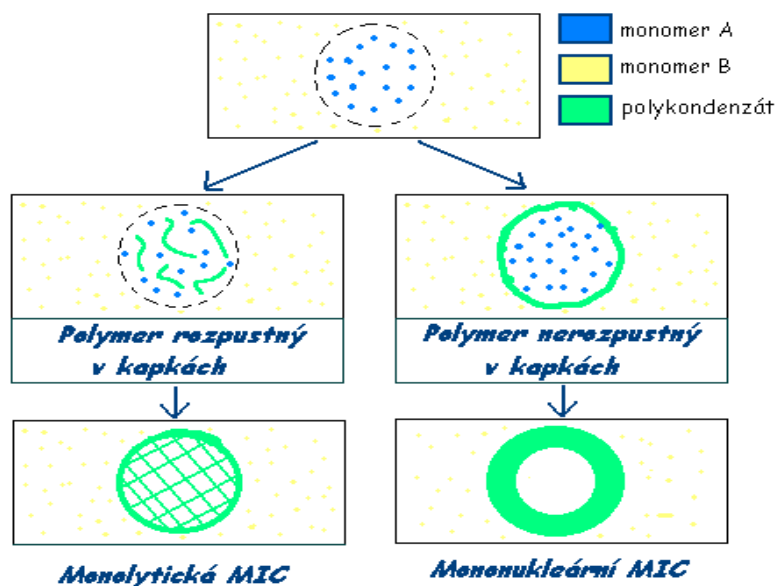 monomer A
monomer B
polykondenzát
Polymer rozpustný
v kapkách
Polymer nerozpustný
v kapkách
Monolytická MIC
Mononukleární MIC